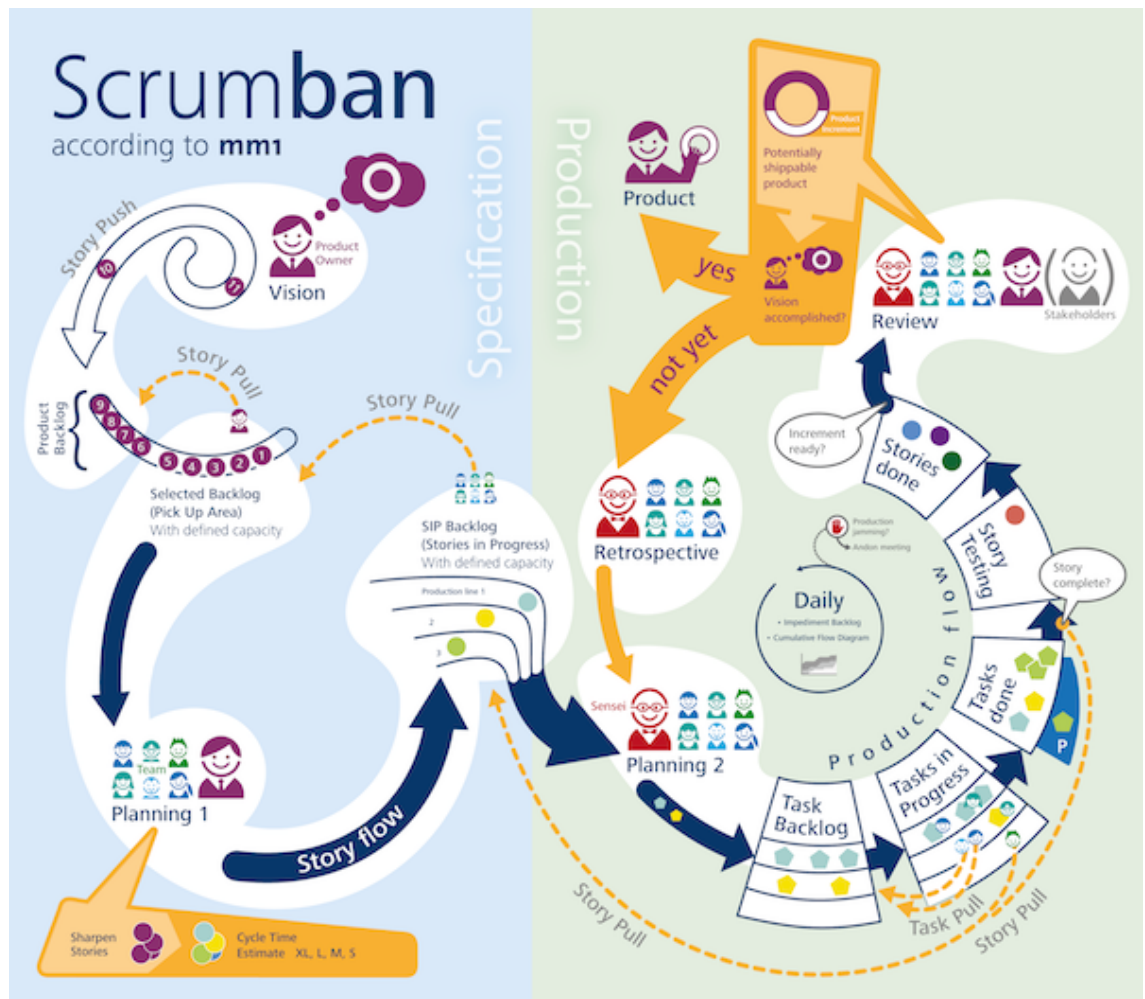 Scrumban
according to mm1
Specification
Production
Story Push
10
11
Product
Owner
Vision
Product
Backlog
9
8
7
6
5
4
3
2
1
Story Pull
Selected Backlog
(Pick Up Area)
With defined capacity
Story Pull
SIP Backlog
(Stories in Progress)
With defined capacity
Production line 1
2
3
Team
Planning 1
Story flow
Sharpen
Stories
Cycle Time
Estimate XL, L, M, S
Product
Product
Increment
Potentially
shippable
product
Vision
accomplished?
yes
not yet
Review
Stakeholders
Increment
ready?
Retrospective
Sensei
Planning 2
Task
Backlog
Tasks in
Progress
Tasks
done
P
Story
complete?
Story
Testing
Stories
done
Production flow
Production
jamming?
Andon meeting
Daily
• Impediment Backlog
• Cumulative Flow Diagram
Task Pull
Story Pull
Story Pull